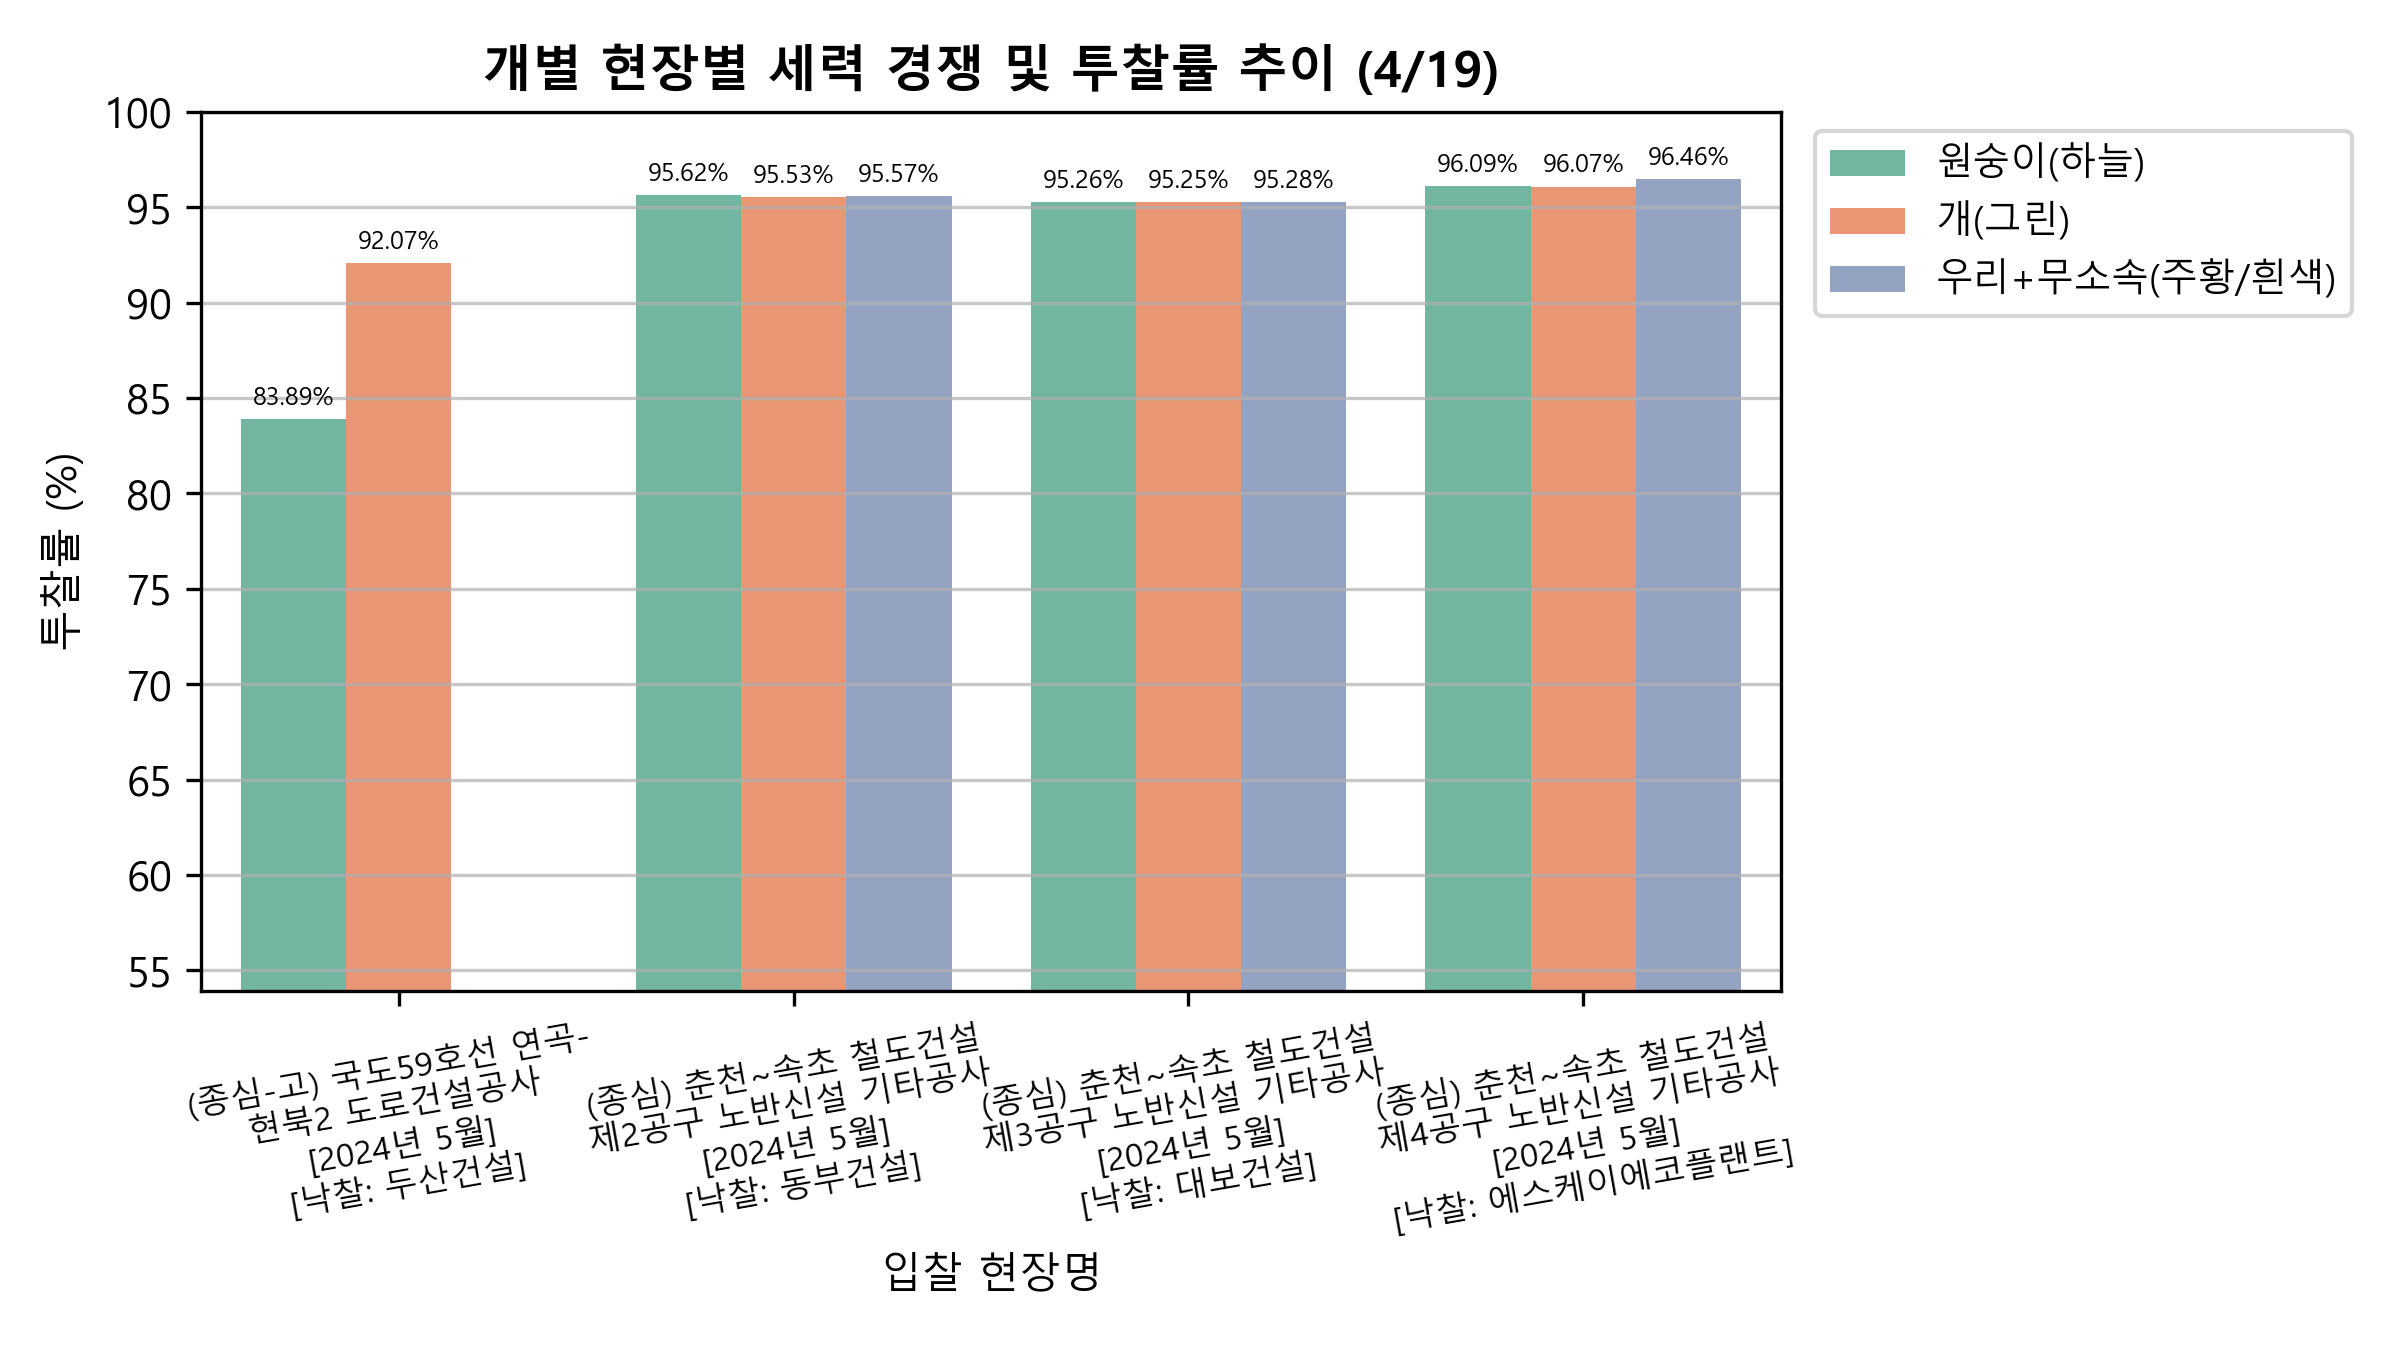 개별 현장별 세력 경쟁 및 투찰률 추이 (4/19)
100
95
90
85
80
75
70
65
60
55
투찰률 (%)
83.89%
92.07%
95.62%
95.53%
95.57%
95.26%
95.25%
95.28%
96.09%
96.07%
96.46%
원숭이(하늘)
개(그린)
우리+무소속(주황/흰색)
(종심-고) 국도59호선 연곡-
현북2 도로건설공사
[2024년 5월]
[낙찰: 두산건설]
(종심) 춘천~속초 철도건설
제2공구 노반신설 기타공사
[2024년 5월]
[낙찰: 동부건설]
(종심) 춘천~속초 철도건설
제3공구 노반신설 기타공사
[2024년 5월]
[낙찰: 대보건설]
(종심) 춘천~속초 철도건설
제4공구 노반신설 기타공사
[2024년 5월]
[낙찰: 에스케이에코플랜트]
입찰 현장명